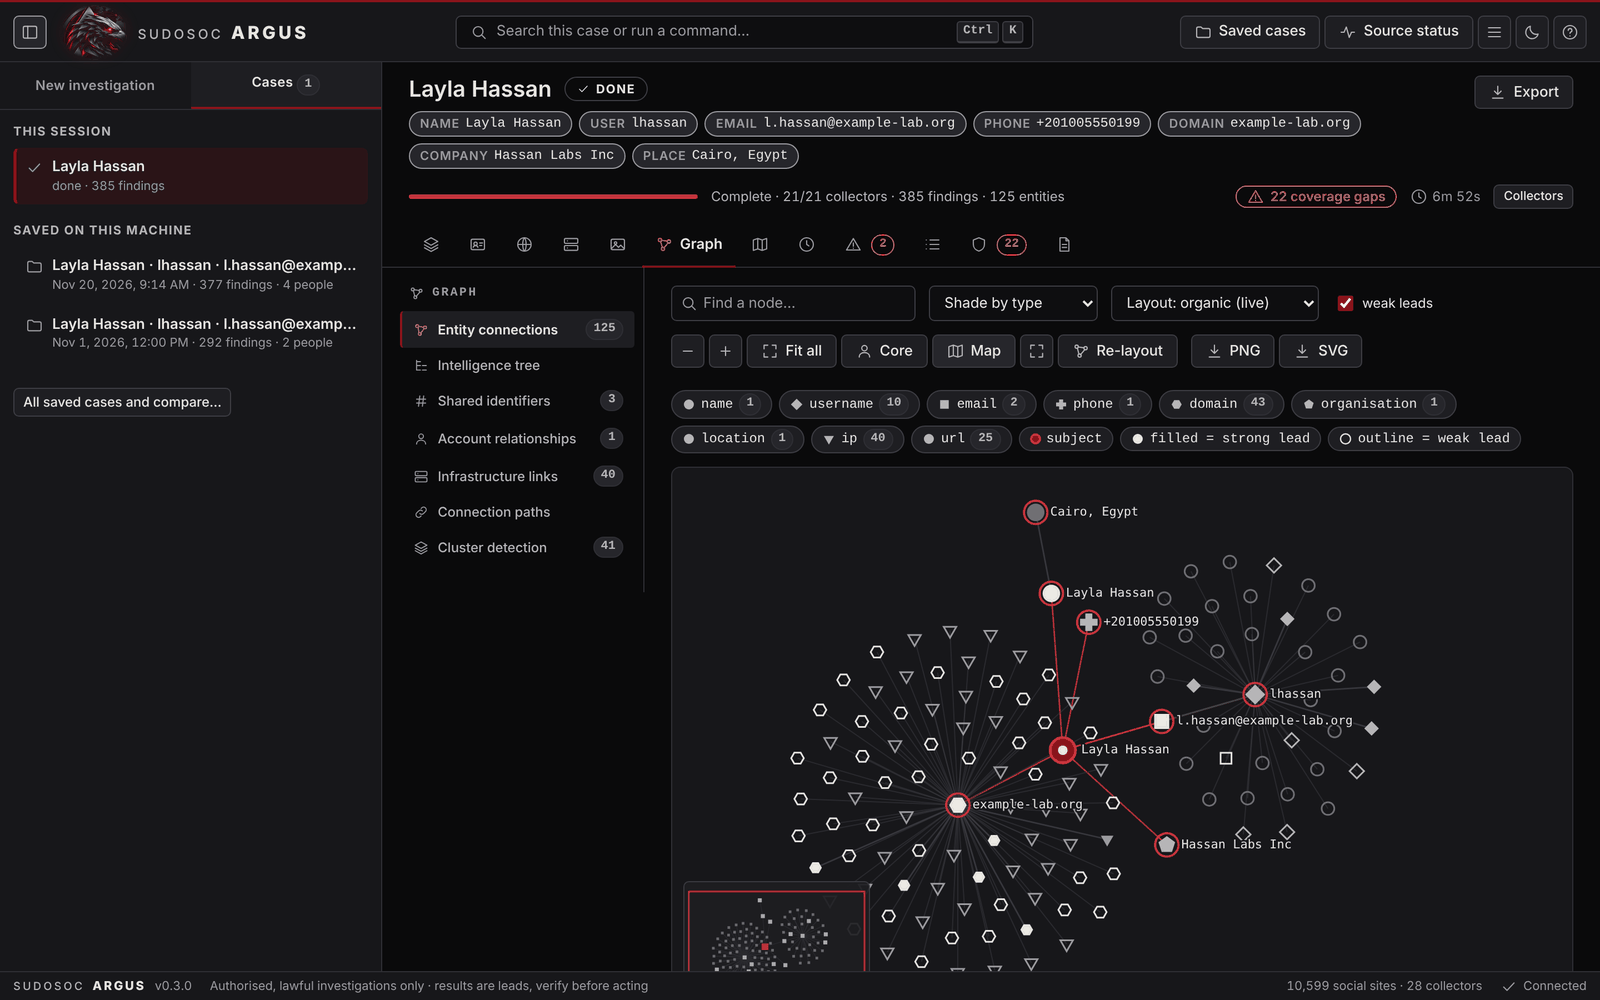 SUDOSOC ARGUS
Search this case or run a command...
Ctrl K
Saved cases
Source status
New investigation
Cases 1
THIS SESSION
Layla Hassan
done · 385 findings
SAVED ON THIS MACHINE
Layla Hassan · lhassan · l.hassan@examp...
Nov 20, 2026, 9:14 AM · 377 findings · 4 people
Layla Hassan · lhassan · l.hassan@examp...
Nov 1, 2026, 12:00 PM · 292 findings · 2 people
All saved cases and compare...
Layla Hassan
DONE
Export
NAME Layla Hassan
USER lhassan
EMAIL l.hassan@example-lab.org
PHONE +201005550199
DOMAIN example-lab.org
COMPANY Hassan Labs Inc
PLACE Cairo, Egypt
Complete · 21/21 collectors · 385 findings · 125 entities
22 coverage gaps
6m 52s
Collectors
Graph
2
22
GRAPH
Entity connections 125
Intelligence tree
Shared identifiers 3
Account relationships 1
Infrastructure links 40
Connection paths
Cluster detection 41
Find a node...
Shade by type
Layout: organic (live)
weak leads
Fit all
Core
Map
Re-layout
PNG
SVG
name 1
username 10
email 2
phone 1
domain 43
organisation 1
location 1
ip 40
url 25
subject
filled = strong lead
outline = weak lead
Cairo, Egypt
Layla Hassan
+201005550199
lhassan
l.hassan@example-lab.org
Layla Hassan
example-lab.org
Hassan Labs Inc
SUDOSOC ARGUS v0.3.0
Authorised, lawful investigations only · results are leads, verify before acting
10,599 social sites · 28 collectors
Connected